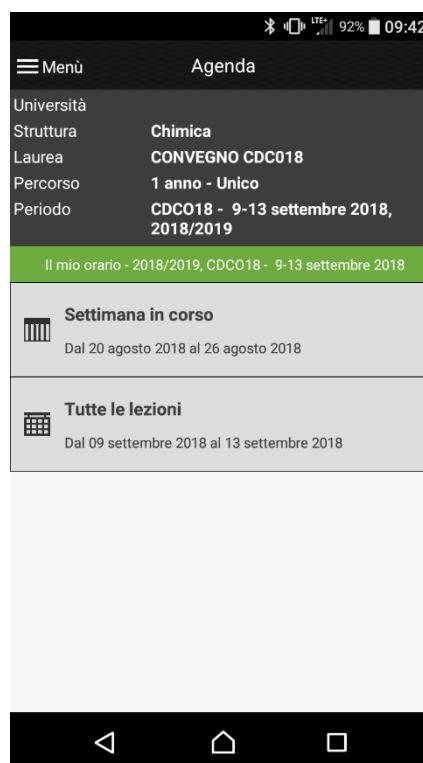 LTE+ 92% 09:42
Menù Agenda
Università
Struttura Chimica
Laurea CONVEGNO CDC018
Percorso 1 anno - Unico
Periodo CDCO18 - 9-13 settembre 2018,
2018/2019
Il mio orario - 2018/2019, CDCO18 - 9-13 settembre 2018
Settimana in corso
Dal 20 agosto 2018 al 26 agosto 2018
Tutte le lezioni
Dal 09 settembre 2018 al 13 settembre 2018